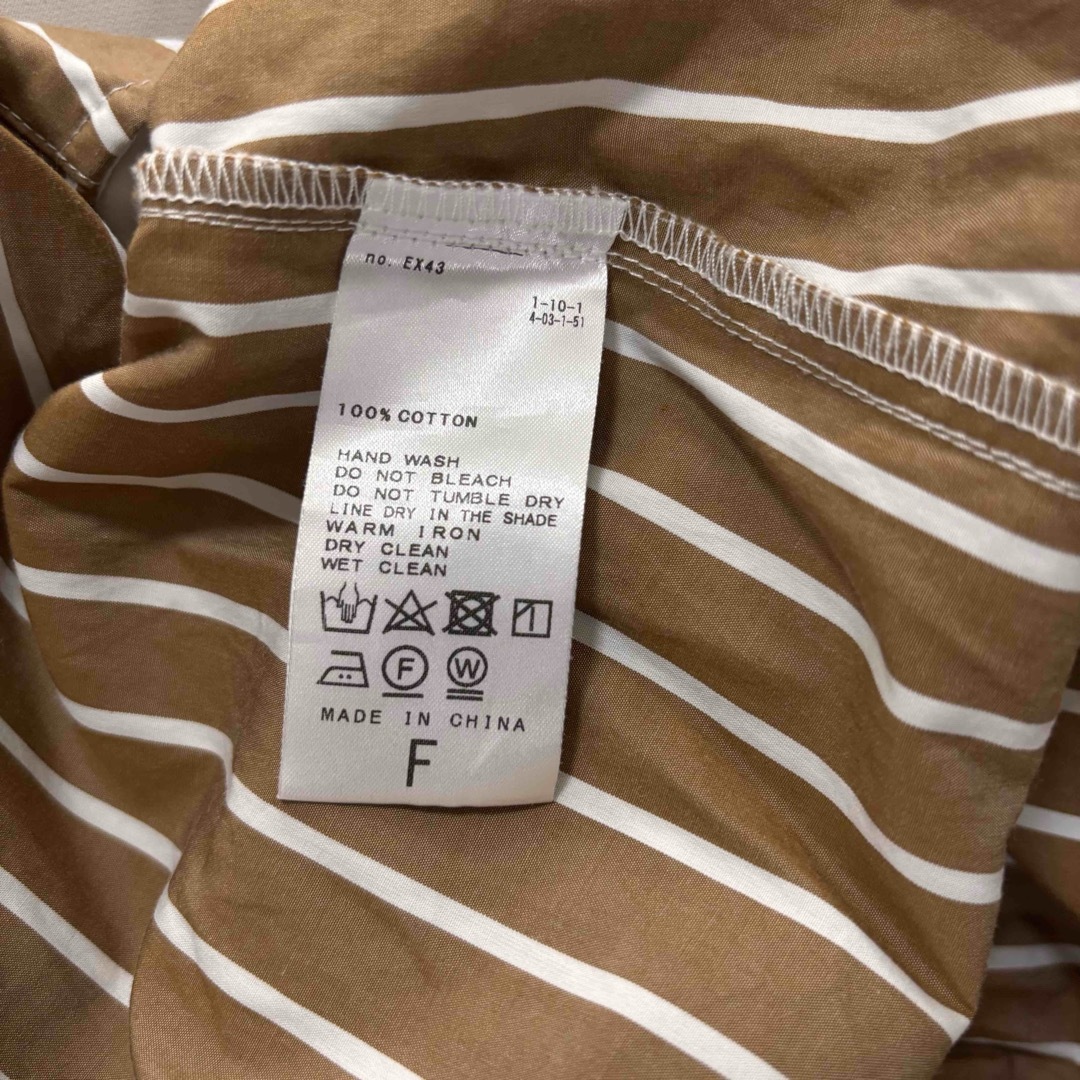 no. EX43
1-10-1
4-03-1-51
100% COTTON
HAND WASH
DO NOT BLEACH
DO NOT TUMBLE DRY
LINE DRY IN THE SHADE
WARM IRON
DRY CLEAN
WET CLEAN
F W
MADE IN CHINA
F